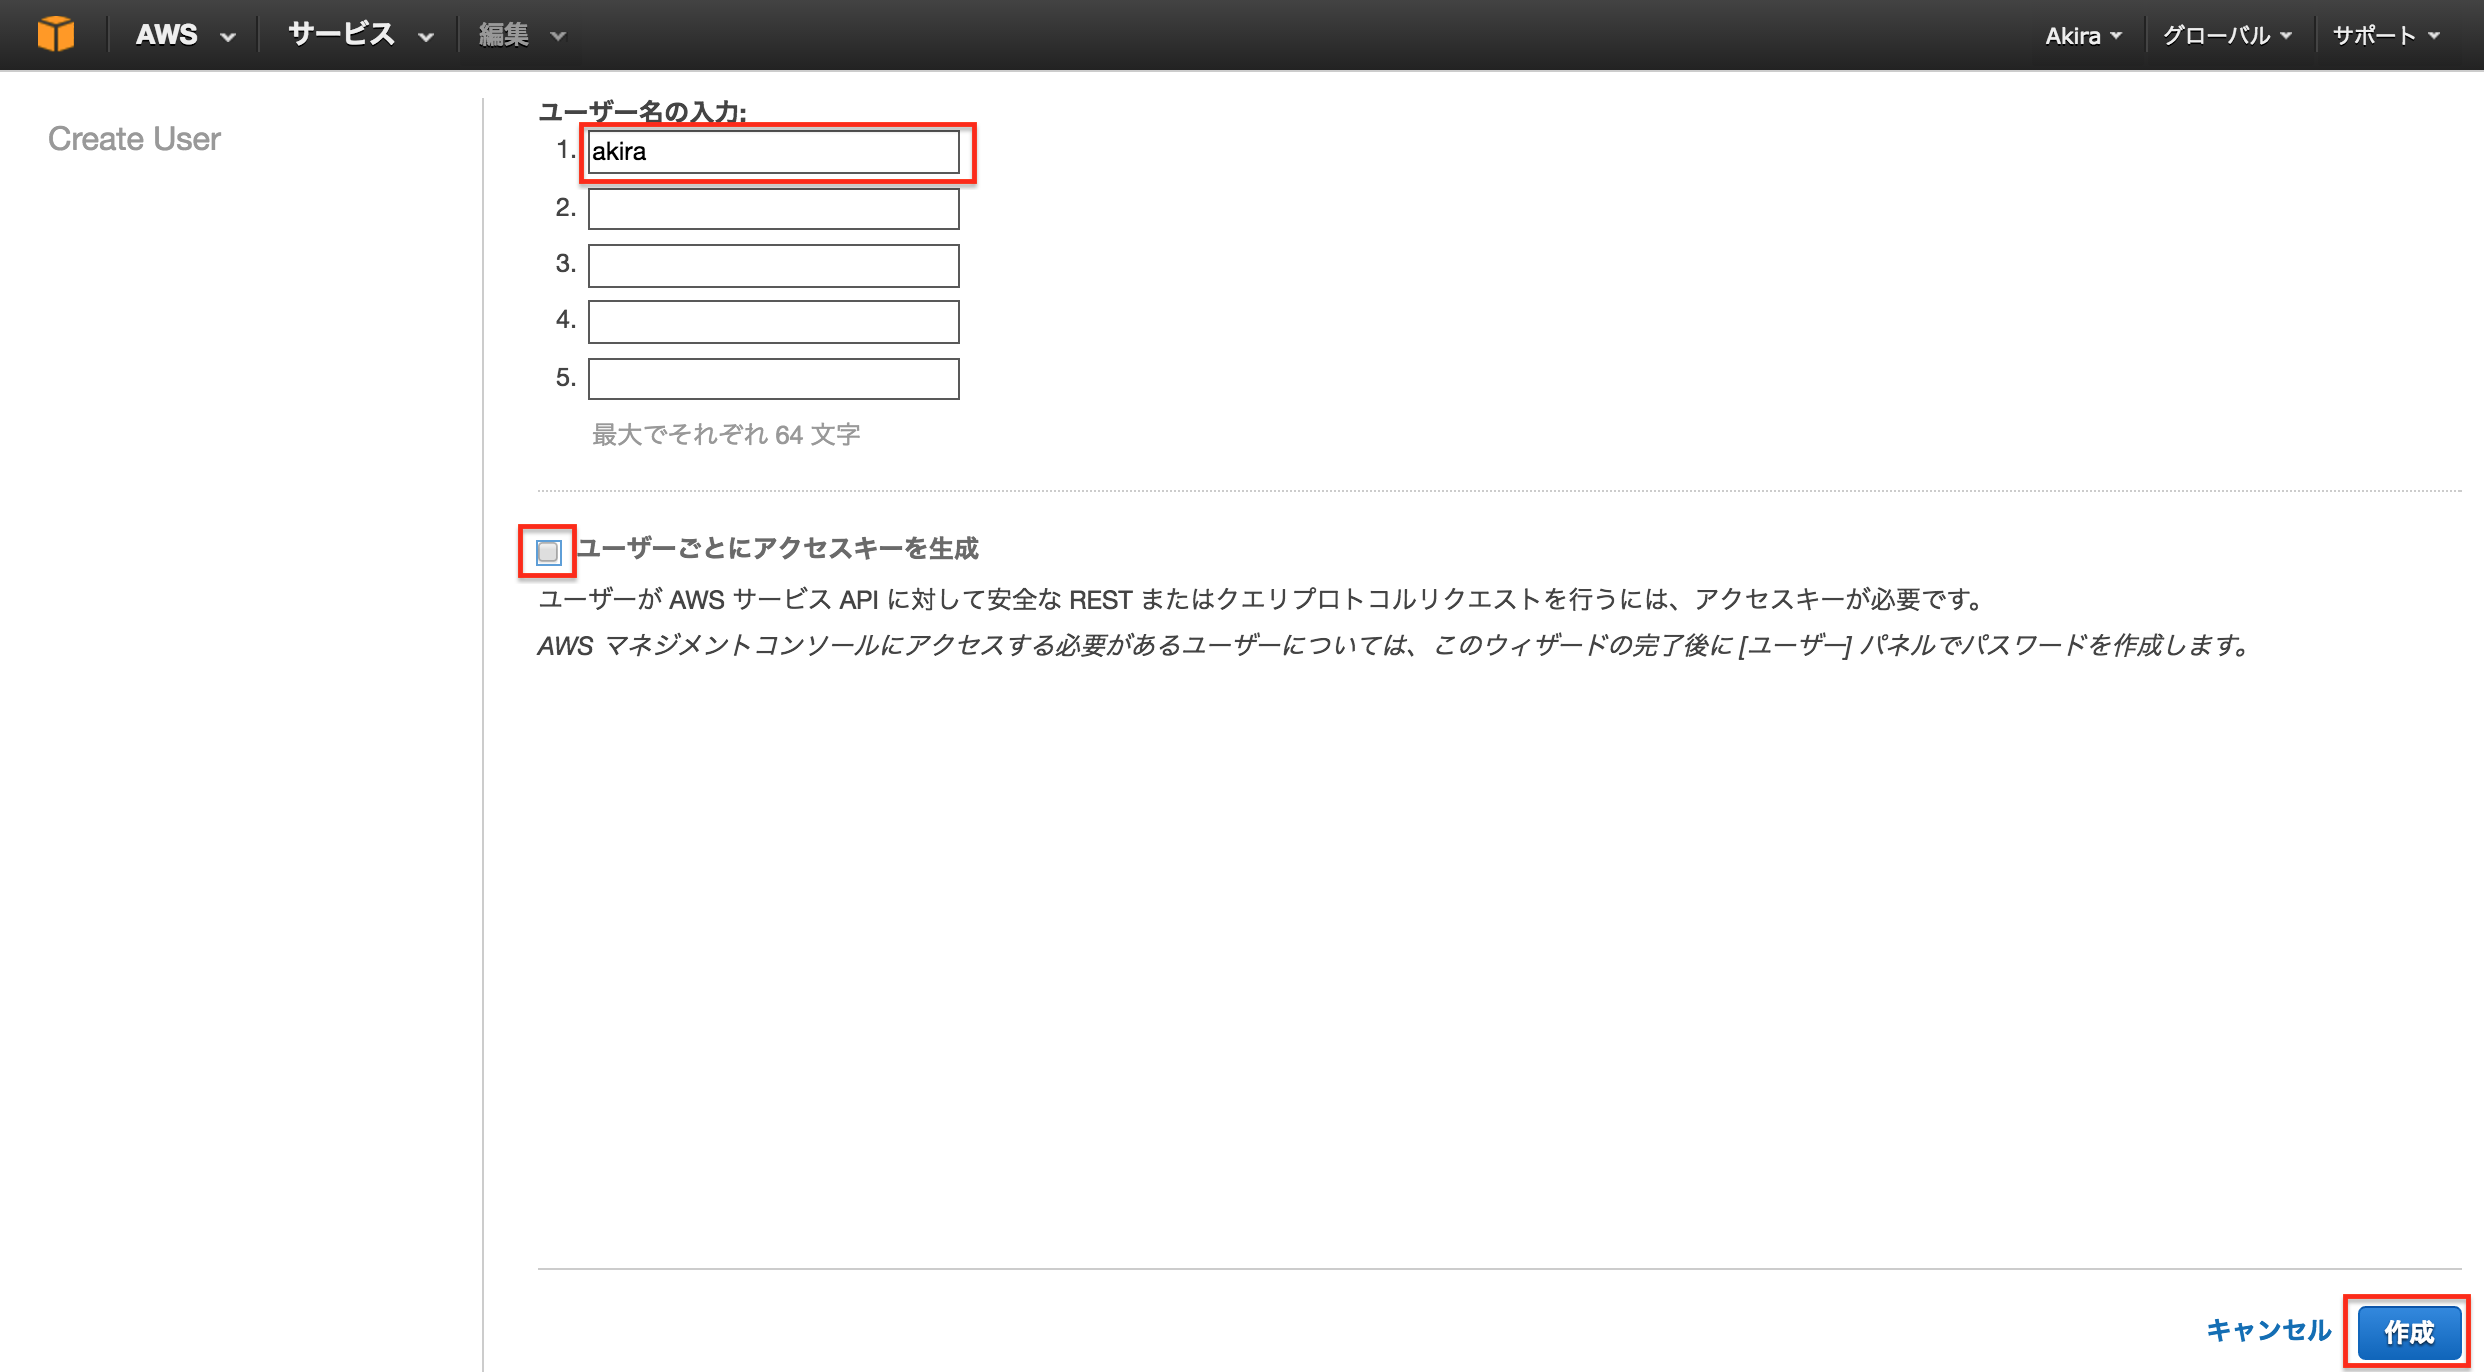 AWS サービス 編集 Akira グローバル サポート
Create User
ユーザー名の入力:
1. akira
2.
3.
4.
5.
最大でそれぞれ 64 文字
ユーザーごとにアクセスキーを生成
ユーザーが AWS サービス API に対して安全な REST またはクエリプロトコルリクエストを行うには、アクセスキーが必要です。
AWS マネジメントコンソールにアクセスする必要があるユーザーについては、このウィザードの完了後に [ユーザー] パネルでパスワードを作成します。
キャンセル 作成